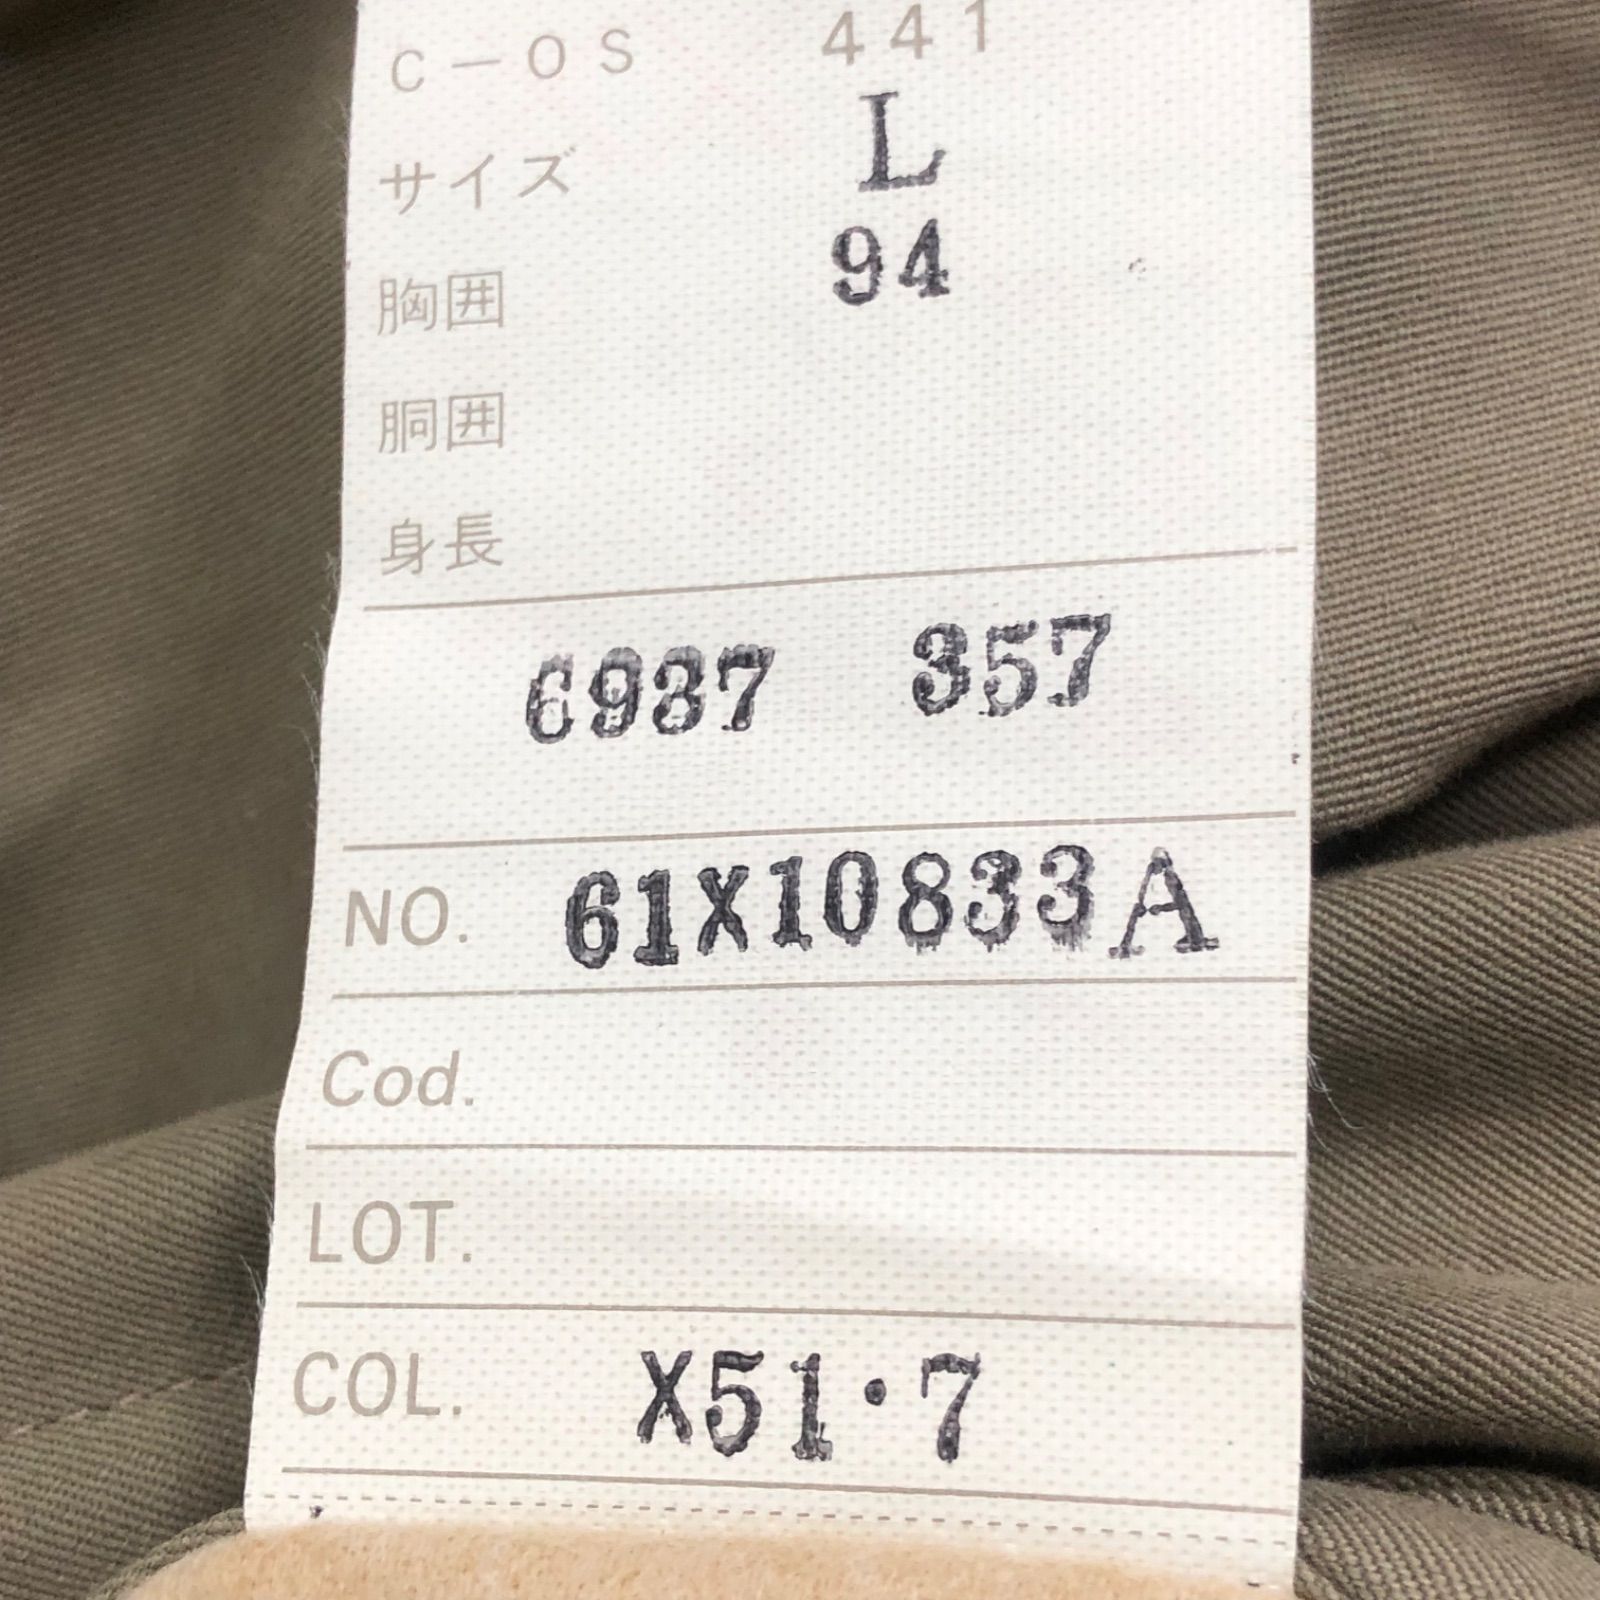 C－OS 441
サイズ L
胸囲 94
胴囲
身長
6937 357
NO. 61X10833A
Cod.
LOT.
COL. X51·7